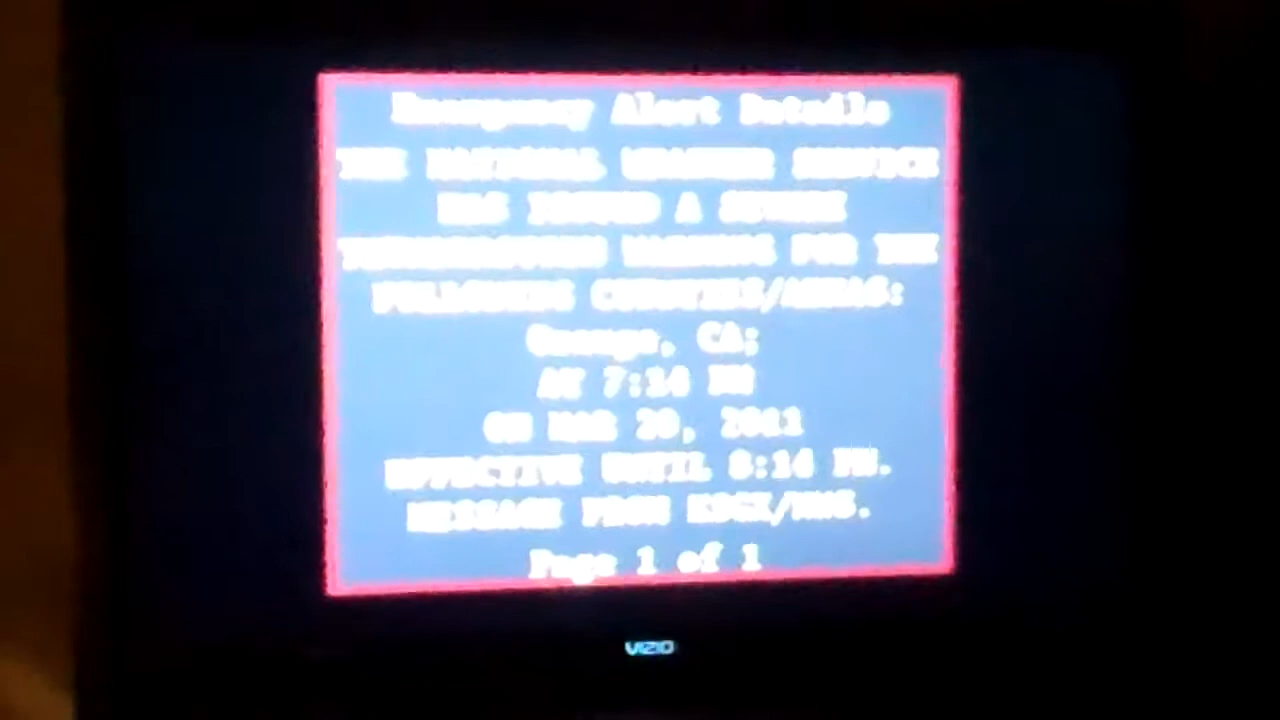 Emergency Alert Details
THE NATIONAL WEATHER SERVICE
HAS ISSUED A SEVERE
THUNDERSTORM WARNING FOR THE
FOLLOWING COUNTIES/AREAS:
Orange, CA;
AT 7:14 PM
ON MAR 20, 2011
EFFECTIVE UNTIL 8:14 PM.
MESSAGE FROM KSGX/NWS.
Page 1 of 1
VIZIO